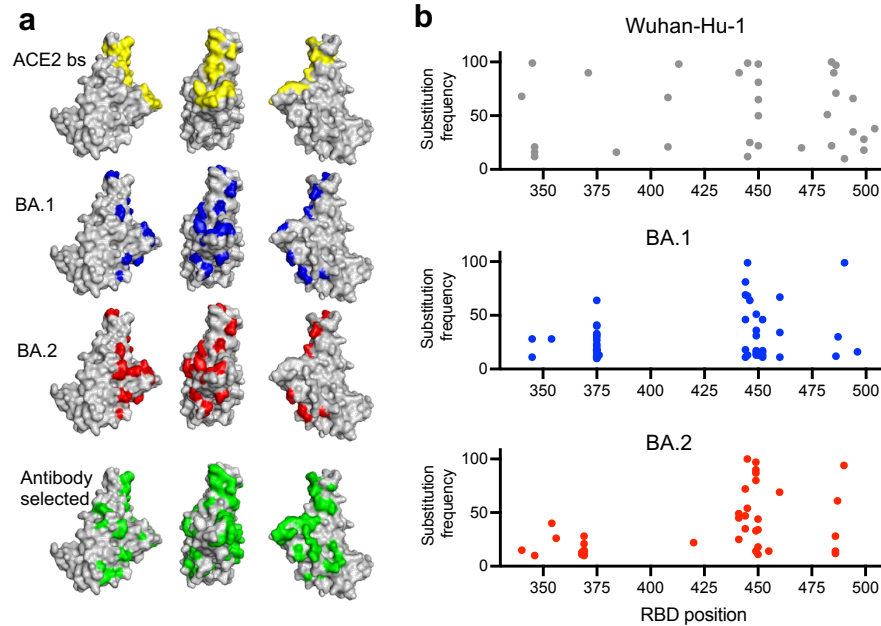 a
ACE2 bs
BA.1
BA.2
Antibody
selected
b
Wuhan-Hu-1
Substitution
frequency
100
50
0
350 375 400 425 450 475 500
BA.1
Substitution
frequency
100
50
0
350 375 400 425 450 475 500
BA.2
Substitution
frequency
100
50
0
350 375 400 425 450 475 500
RBD position